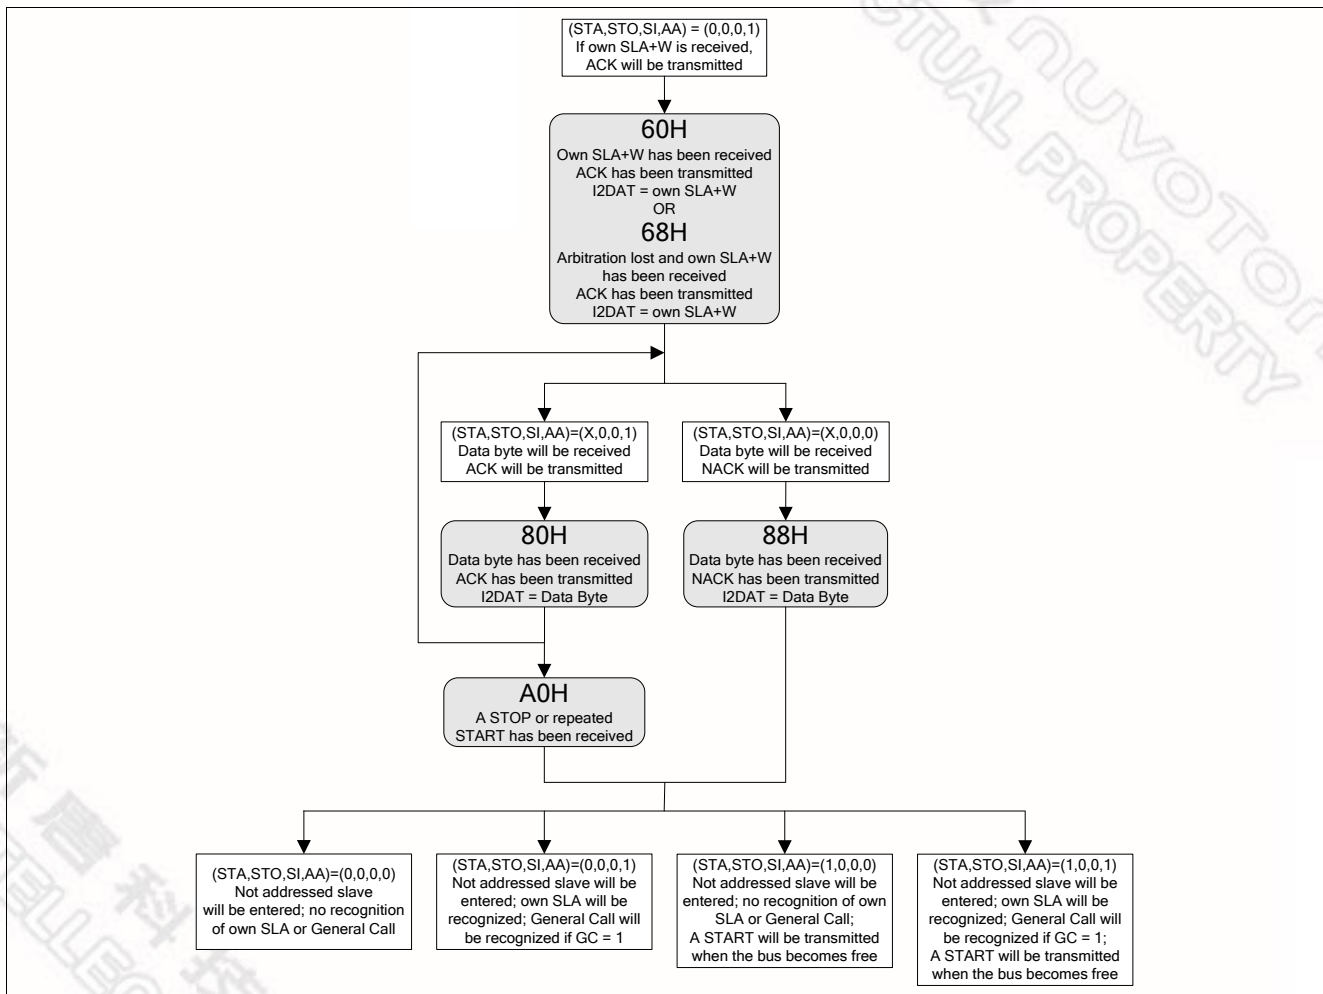 (STA,STO,SI,AA) = (0,0,0,1)
If own SLA+W is received,
ACK will be transmitted
60H
Own SLA+W has been received
ACK has been transmitted
I2DAT = own SLA+W
OR
68H
Arbitration lost and own SLA+W
has been received
ACK has been transmitted
I2DAT = own SLA+W
(STA,STO,SI,AA)=(X,0,0,1)
Data byte will be received
ACK will be transmitted
(STA,STO,SI,AA)=(X,0,0,0)
Data byte will be received
NACK will be transmitted
80H
Data byte has been received
ACK has been transmitted
I2DAT = Data Byte
88H
Data byte has been received
NACK has been transmitted
I2DAT = Data Byte
A0H
A STOP or repeated
START has been received
(STA,STO,SI,AA)=(0,0,0,0)
Not addressed slave
will be entered; no recognition
of own SLA or General Call
(STA,STO,SI,AA)=(0,0,0,1)
Not addressed slave will be
entered; own SLA will be
recognized; General Call will
be recognized if GC = 1
(STA,STO,SI,AA)=(1,0,0,0)
Not addressed slave will be
entered; no recognition of own
SLA or General Call;
A START will be transmitted
when the bus becomes free
(STA,STO,SI,AA)=(1,0,0,1)
Not addressed slave will be
entered; own SLA will be
recognized; General Call will
be recognized if GC = 1;
A START will be transmitted
when the bus becomes free
nuvoTon
PROPERTY
新唐科技